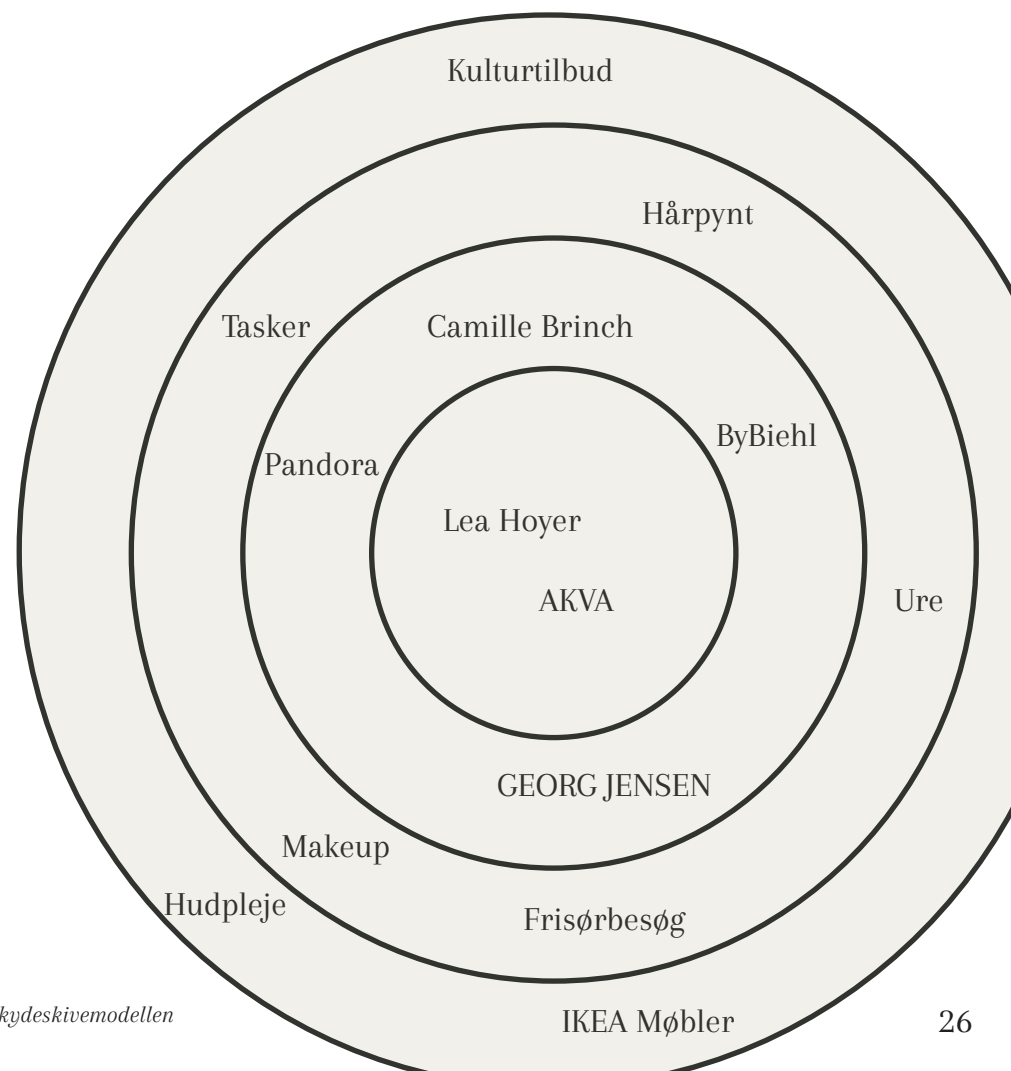 Kulturtilbud
Hårpynt
Tasker
Camille Brinch
ByBiehl
Pandora
Lea Hoyer
AKVA
Ure
GEORG JENSEN
Makeup
Hudpleje
Frisørbesøg
kydeskivemodellen
IKEA Møbler
26